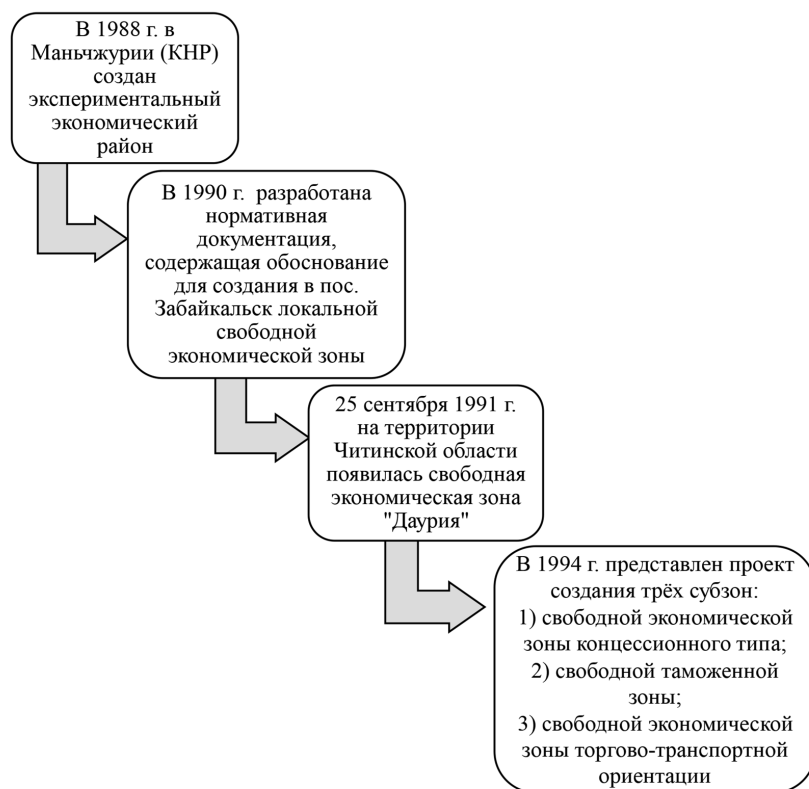 В 1988 г. в
Маньчжурии (КНР)
создан
экспериментальный
экономический
район
В 1990 г. разработана
нормативная
документация,
содержащая обоснование
для создания в пос.
Забайкальск локальной
свободной
экономической зоны
25 сентября 1991 г.
на территории
Читинской области
появилась свободная
экономическая зона
"Даурия"
В 1994 г. представлен проект
создания трёх субзон:
1) свободной экономической
зоны концессионного типа;
2) свободной таможенной
зоны;
3) свободной экономической
зоны торгово-транспортной
ориентации